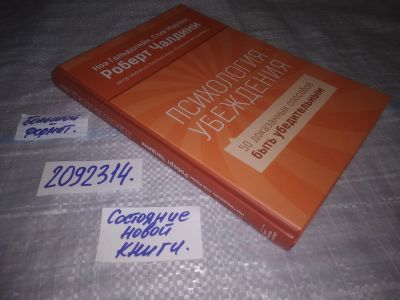 Ноа Гольдштейн, Стив Мартин
Роберт Чалдини
ПСИХОЛОГИЯ
УБЕЖДЕНИЯ
50 доказанных способов
быть убедительным
большой
формат.
2092314.
Состояние
новой
книги.